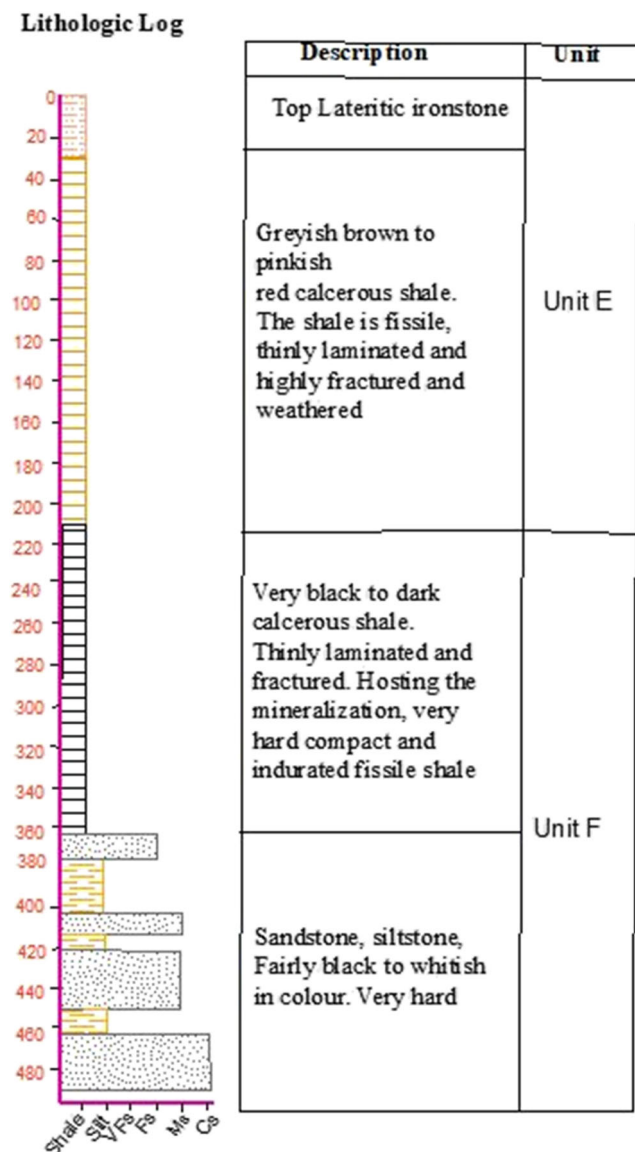 Lithologic Log
Description
Unit
0
20
40
60
80
100
120
140
160
180
200
220
240
260
280
300
320
340
360
380
400
420
440
460
480
Shale
Silt
VFs
Fs
Ms
Cs
Top Lateritic ironstone
Greyish brown to
pinkish
red calcerous shale.
The shale is fissile,
thinly laminated and
highly fractured and
weathered
Unit E
Very black to dark
calcerous shale.
Thinly laminated and
fractured. Hosting the
mineralization, very
hard compact and
indurated fissile shale
Unit F
Sandstone, siltstone,
Fairly black to whitish
in colour. Very hard